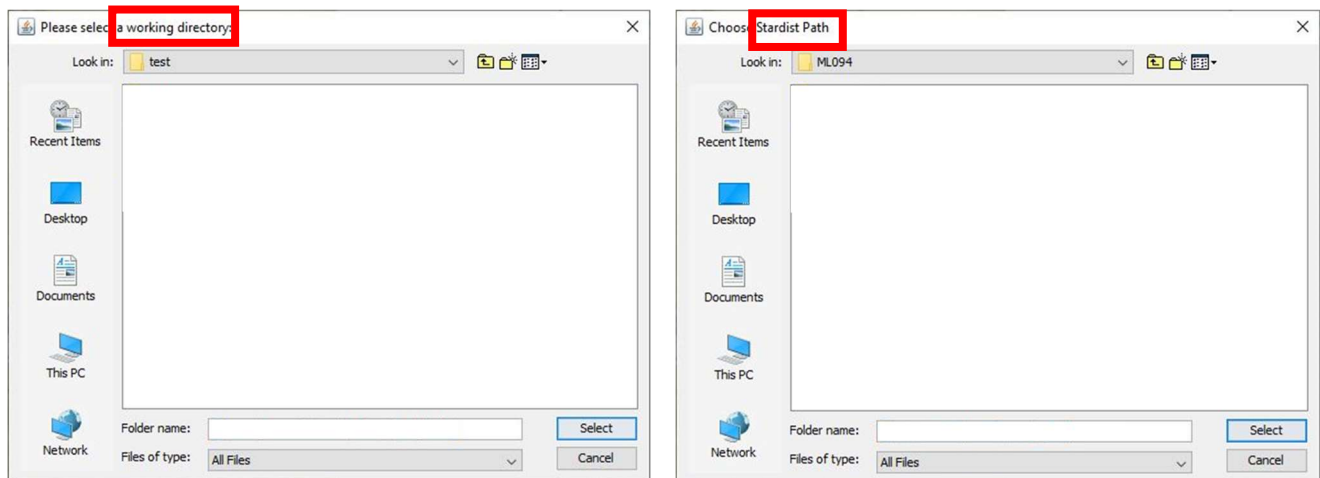 Please select a working directory:
Look in: test
Recent Items
Desktop
Documents
This PC
Network
Folder name:
Select
Files of type: All Files
Cancel
Choose Stardist Path
Look in: ML094
Recent Items
Desktop
Documents
This PC
Network
Folder name:
Select
Files of type: All Files
Cancel